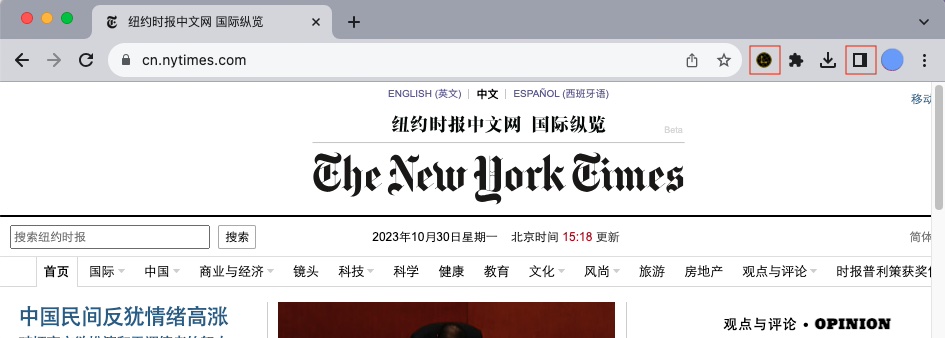 纽约时报中文网 国际纵览
cn.nytimes.com
ENGLISH (英文) | 中文 | ESPAÑOL (西班牙语)
移动
纽约时报中文网 国际纵览
Beta
The New York Times
搜索纽约时报 搜索 2023年10月30日星期一 北京时间 15:18 更新 简体
首页 国际 中国 商业与经济 镜头 科技 科学 健康 教育 文化 风尚 旅游 房地产 观点与评论 时报普利策获奖
中国民间反犹情绪高涨
观点与评论 • OPINION